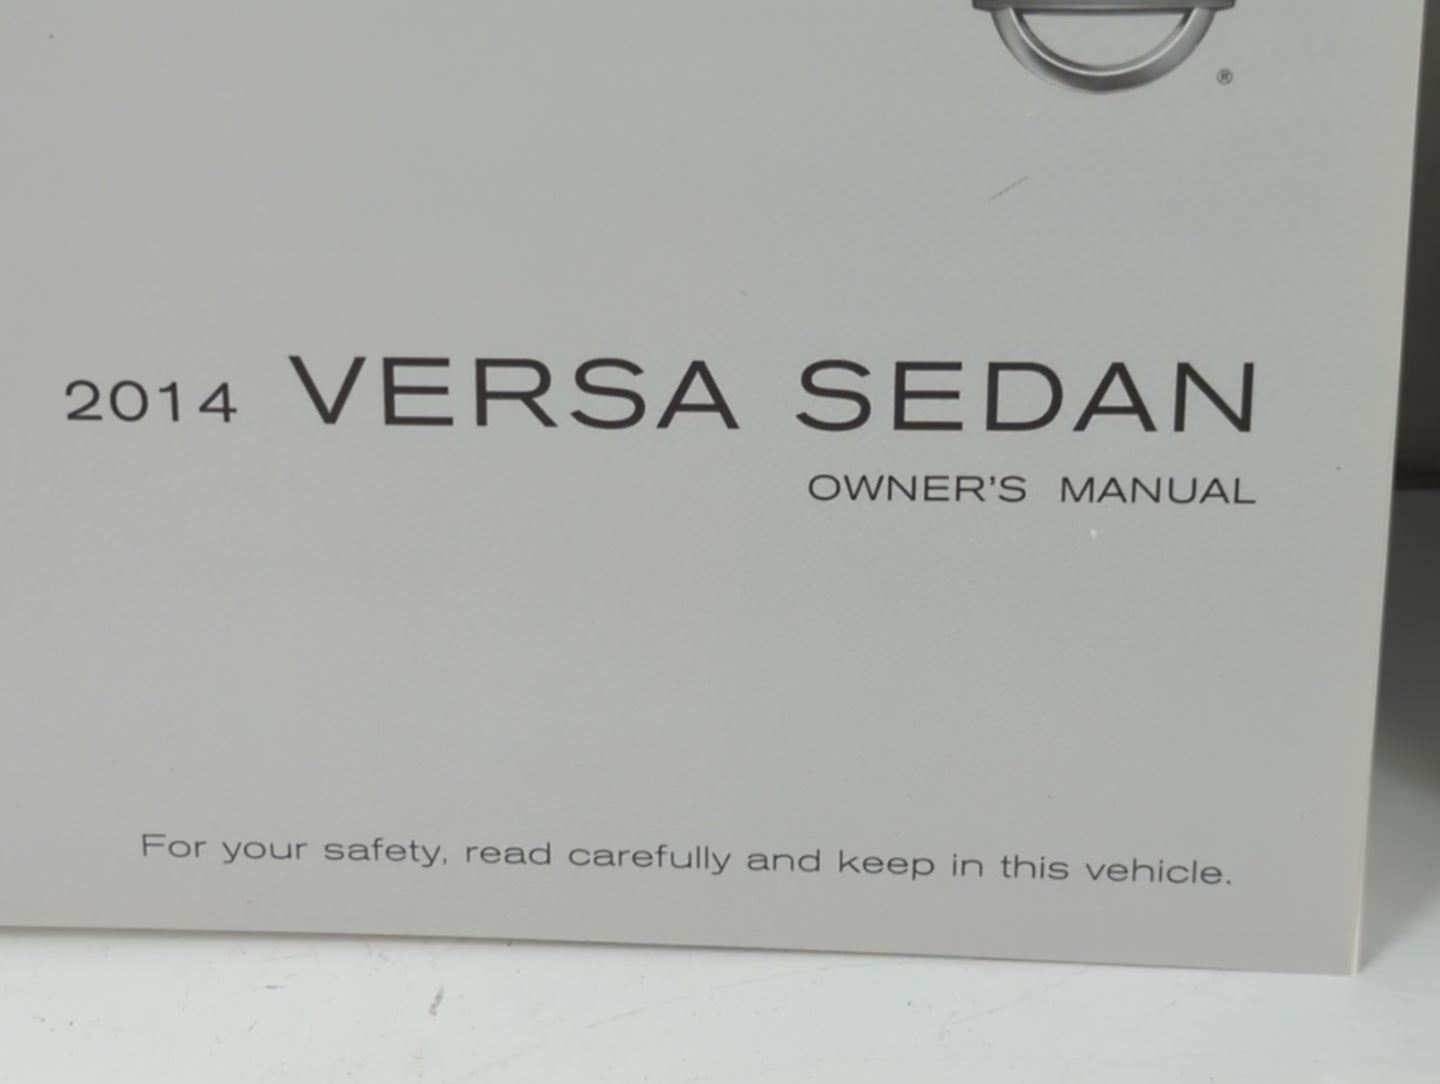 ®
2014 VERSA SEDAN
OWNER'S MANUAL
For your safety, read carefully and keep in this vehicle.